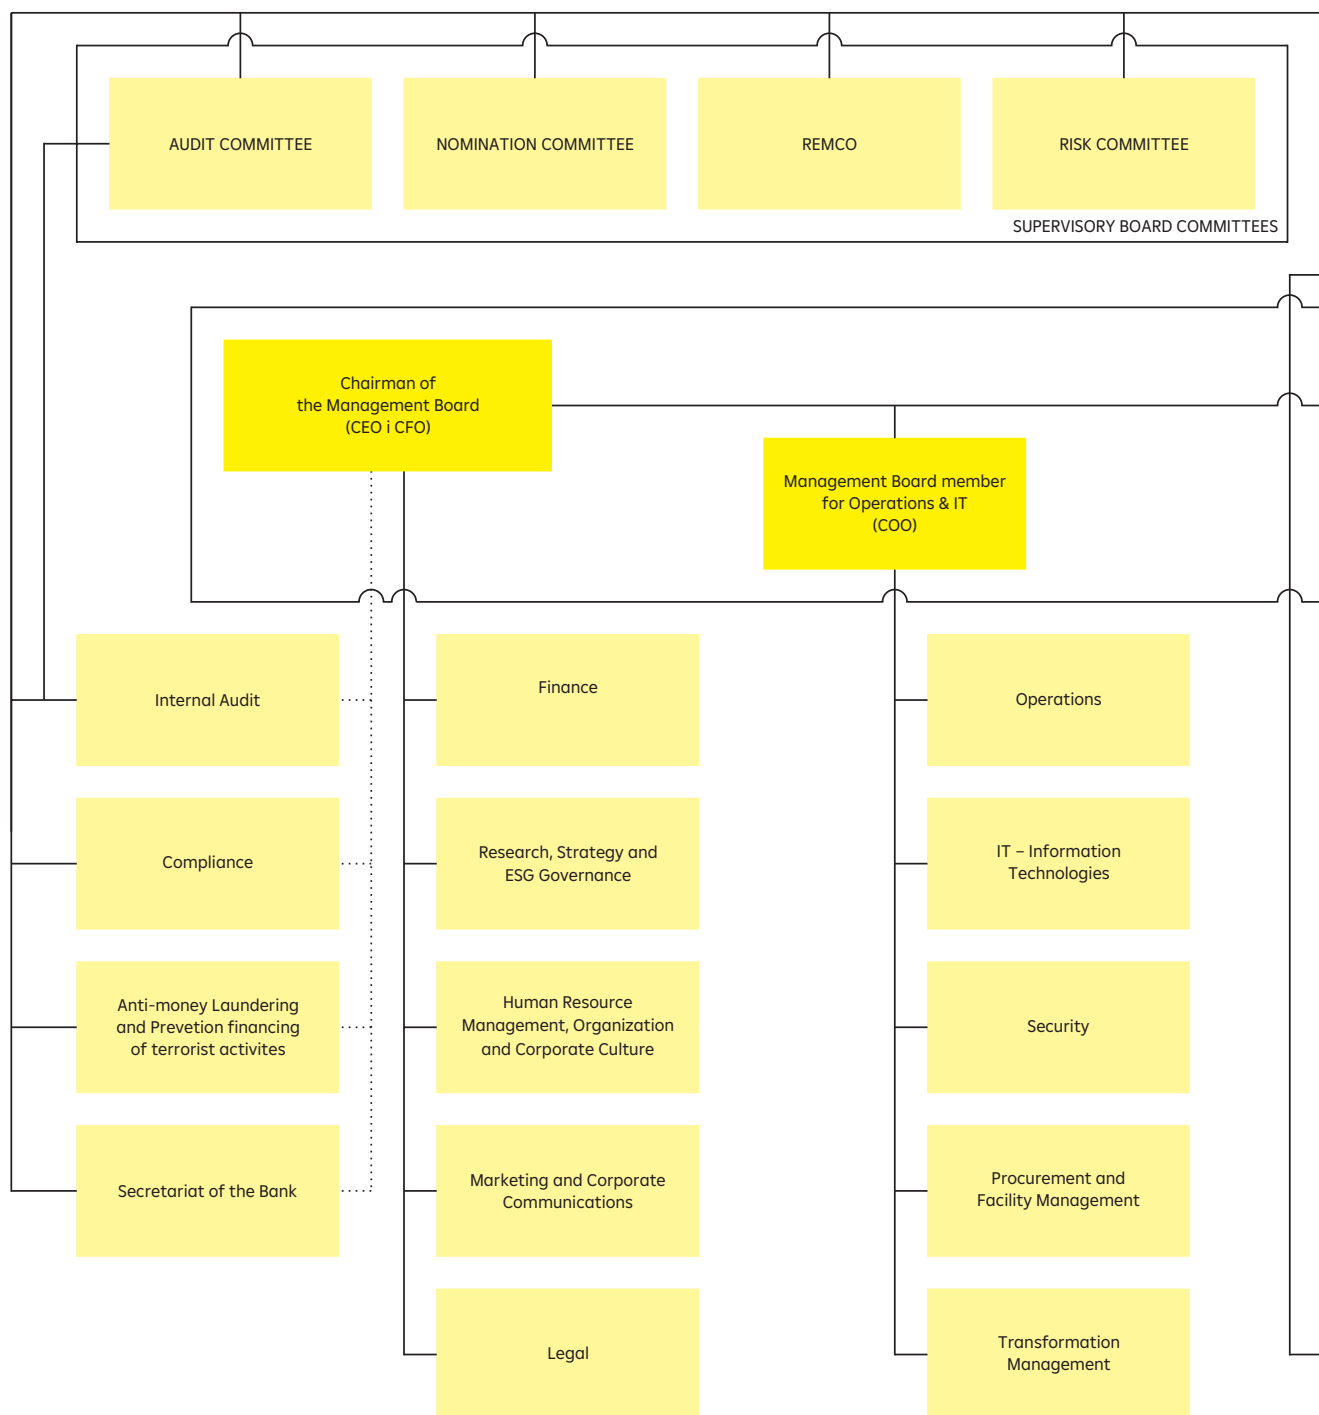 AUDIT COMMITTEE
NOMINATION COMMITTEE
REMCO
RISK COMMITTEE
SUPERVISORY BOARD COMMITTEES
Chairman of
the Management Board
(CEO i CFO)
Management Board member
for Operations & IT
(COO)
Internal Audit
Compliance
Anti-money Laundering
and Prevetion financing
of terrorist activites
Secretariat of the Bank
Finance
Research, Strategy and
ESG Governance
Human Resource
Management, Organization
and Corporate Culture
Marketing and Corporate
Communications
Legal
Operations
IT – Information
Technologies
Security
Procurement and
Facility Management
Transformation
Management